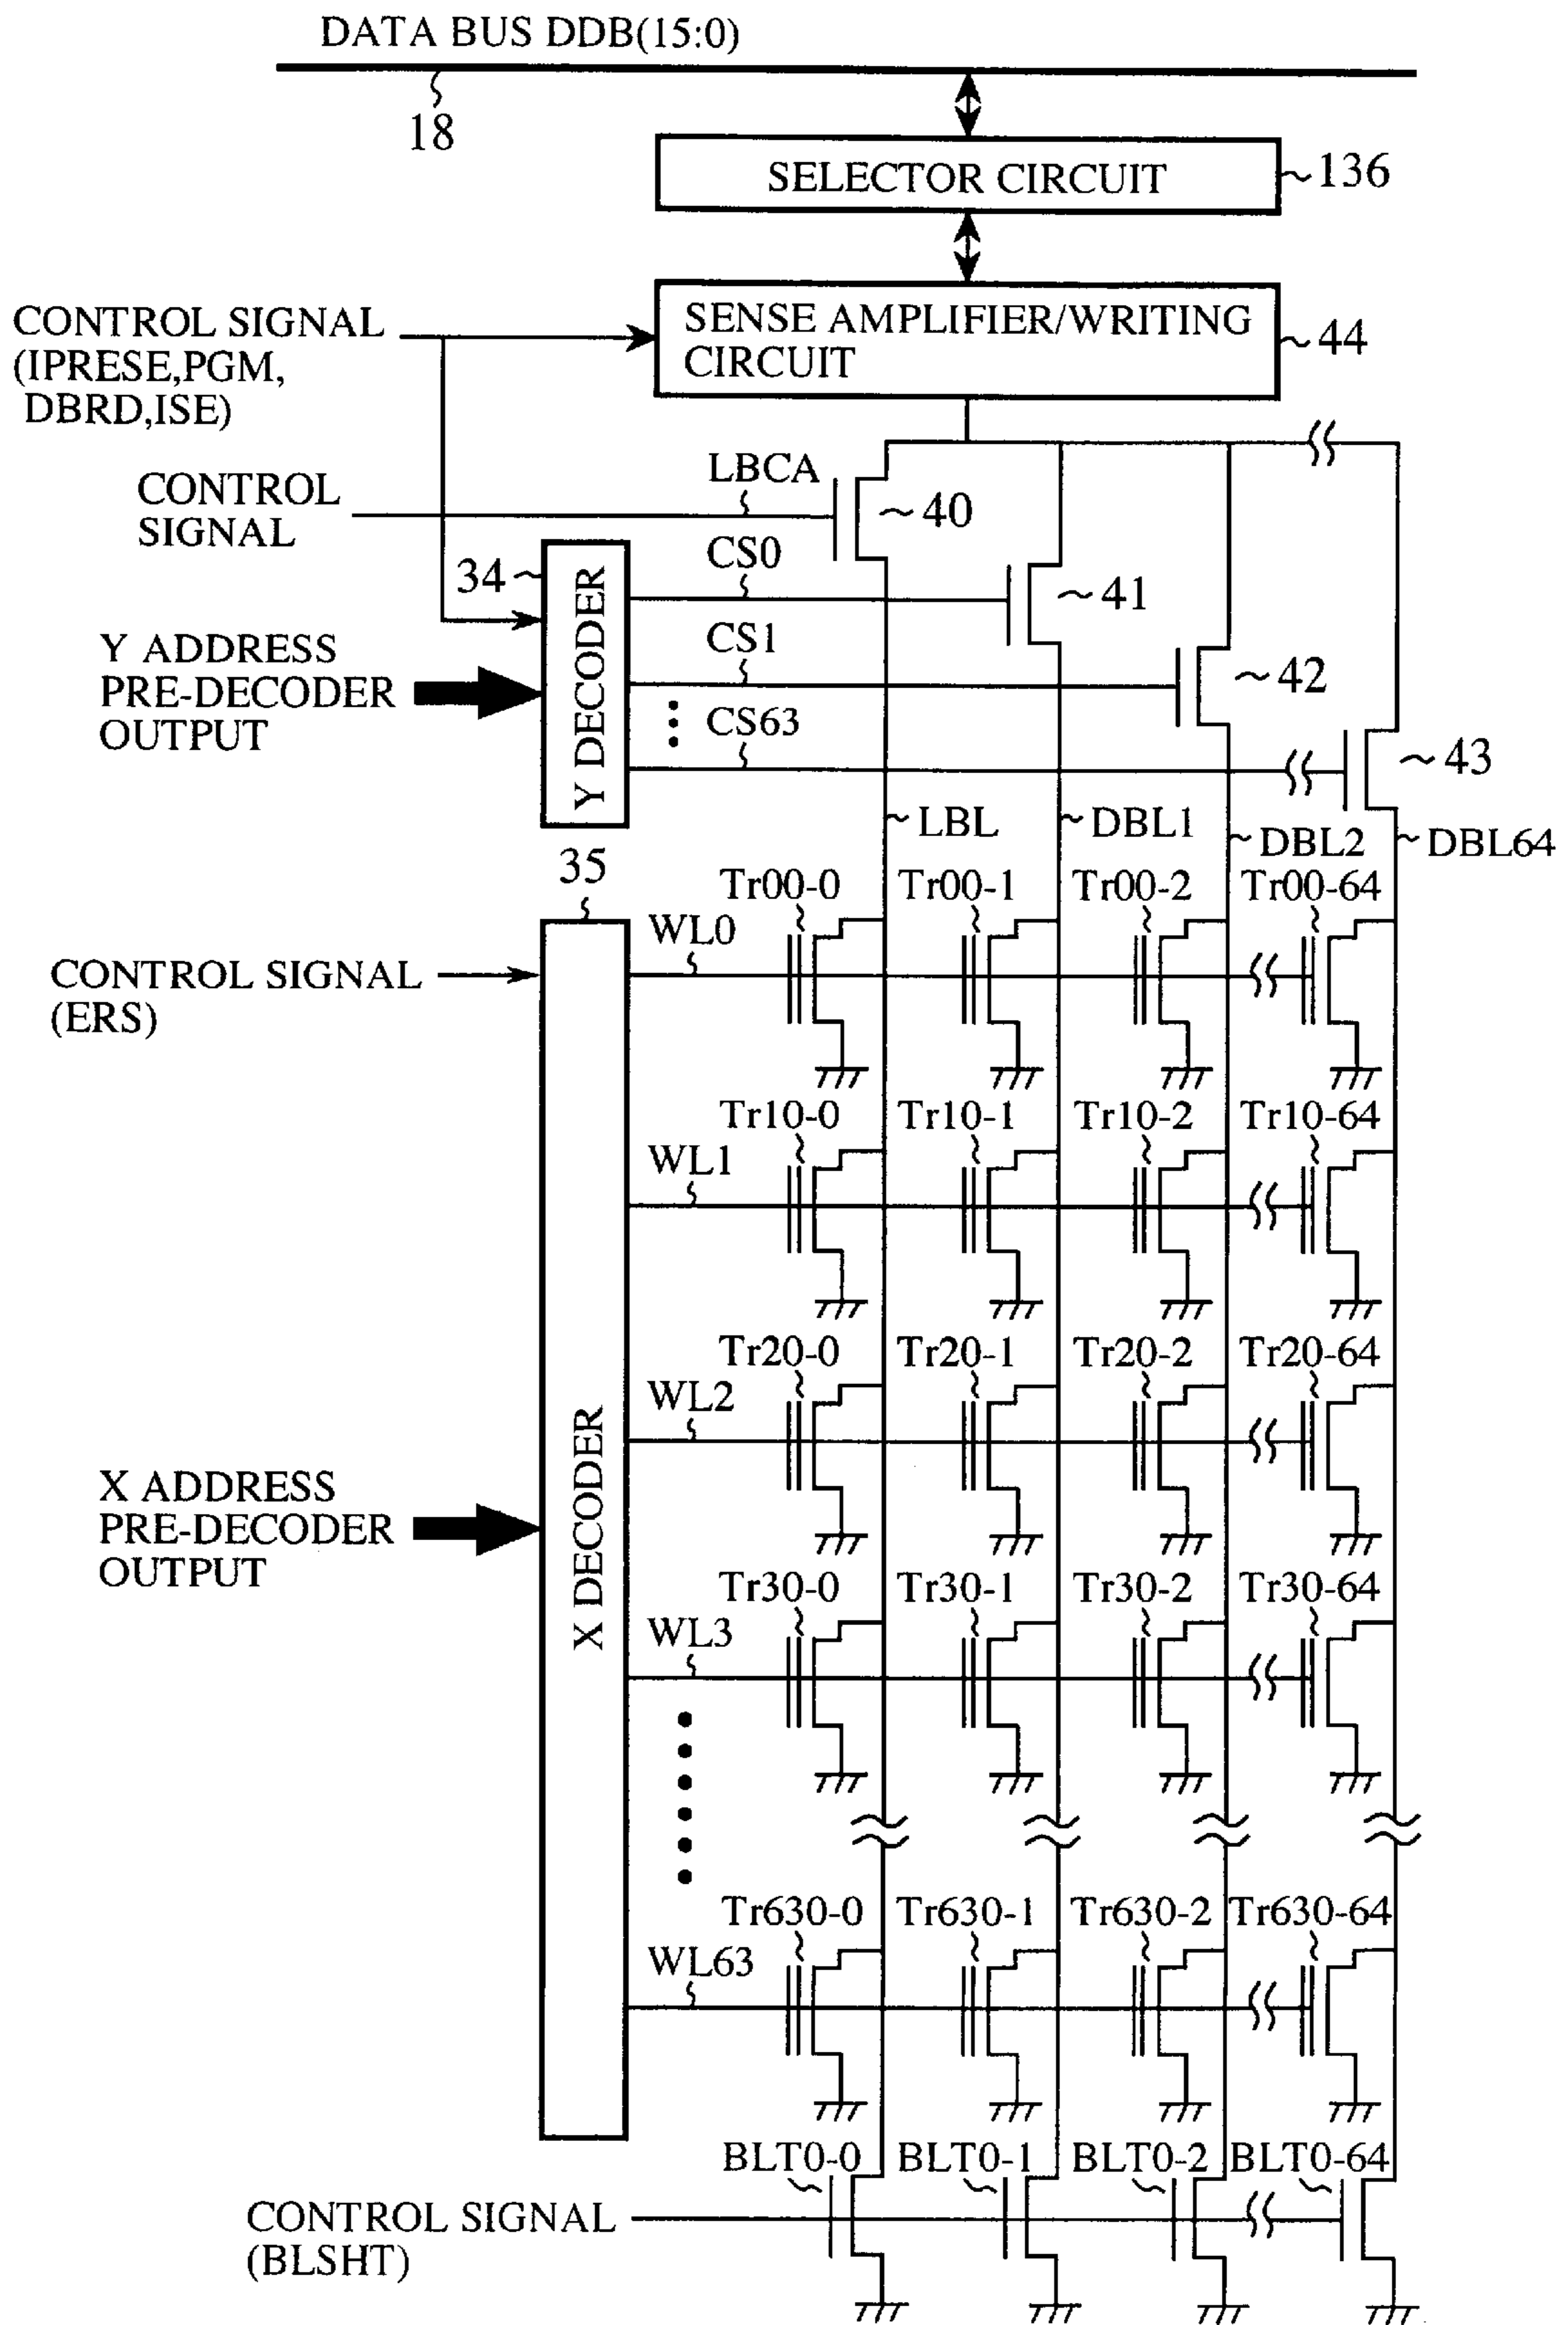 DATA BUS DDB(15:0)
18
SELECTOR CIRCUIT
136
CONTROL SIGNAL
(IPRESE,PGM,
DBRD,ISE)
SENSE AMPLIFIER/WRITING
CIRCUIT
44
CONTROL
SIGNAL
LBCA
40
34
Y DECODER
CS0
41
Y ADDRESS
PRE-DECODER
OUTPUT
CS1
42
CS63
43
LBL
DBL1
DBL2
DBL64
35
Tr00-0
Tr00-1
Tr00-2
Tr00-64
WL0
CONTROL SIGNAL
(ERS)
Tr10-0
Tr10-1
Tr10-2
Tr10-64
WL1
Tr20-0
Tr20-1
Tr20-2
Tr20-64
WL2
X ADDRESS
PRE-DECODER
OUTPUT
X DECODER
Tr30-0
Tr30-1
Tr30-2
Tr30-64
WL3
Tr630-0
Tr630-1
Tr630-2
Tr630-64
WL63
BLT0-0
BLT0-1
BLT0-2
BLT0-64
CONTROL SIGNAL
(BLSHT)